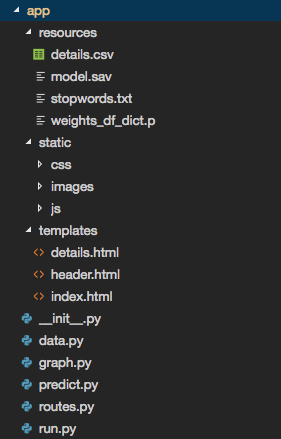 app
resources
details.csv
model.sav
stopwords.txt
weights_df_dict.p
static
css
images
js
templates
details.html
header.html
index.html
__init__.py
data.py
graph.py
predict.py
routes.py
run.py